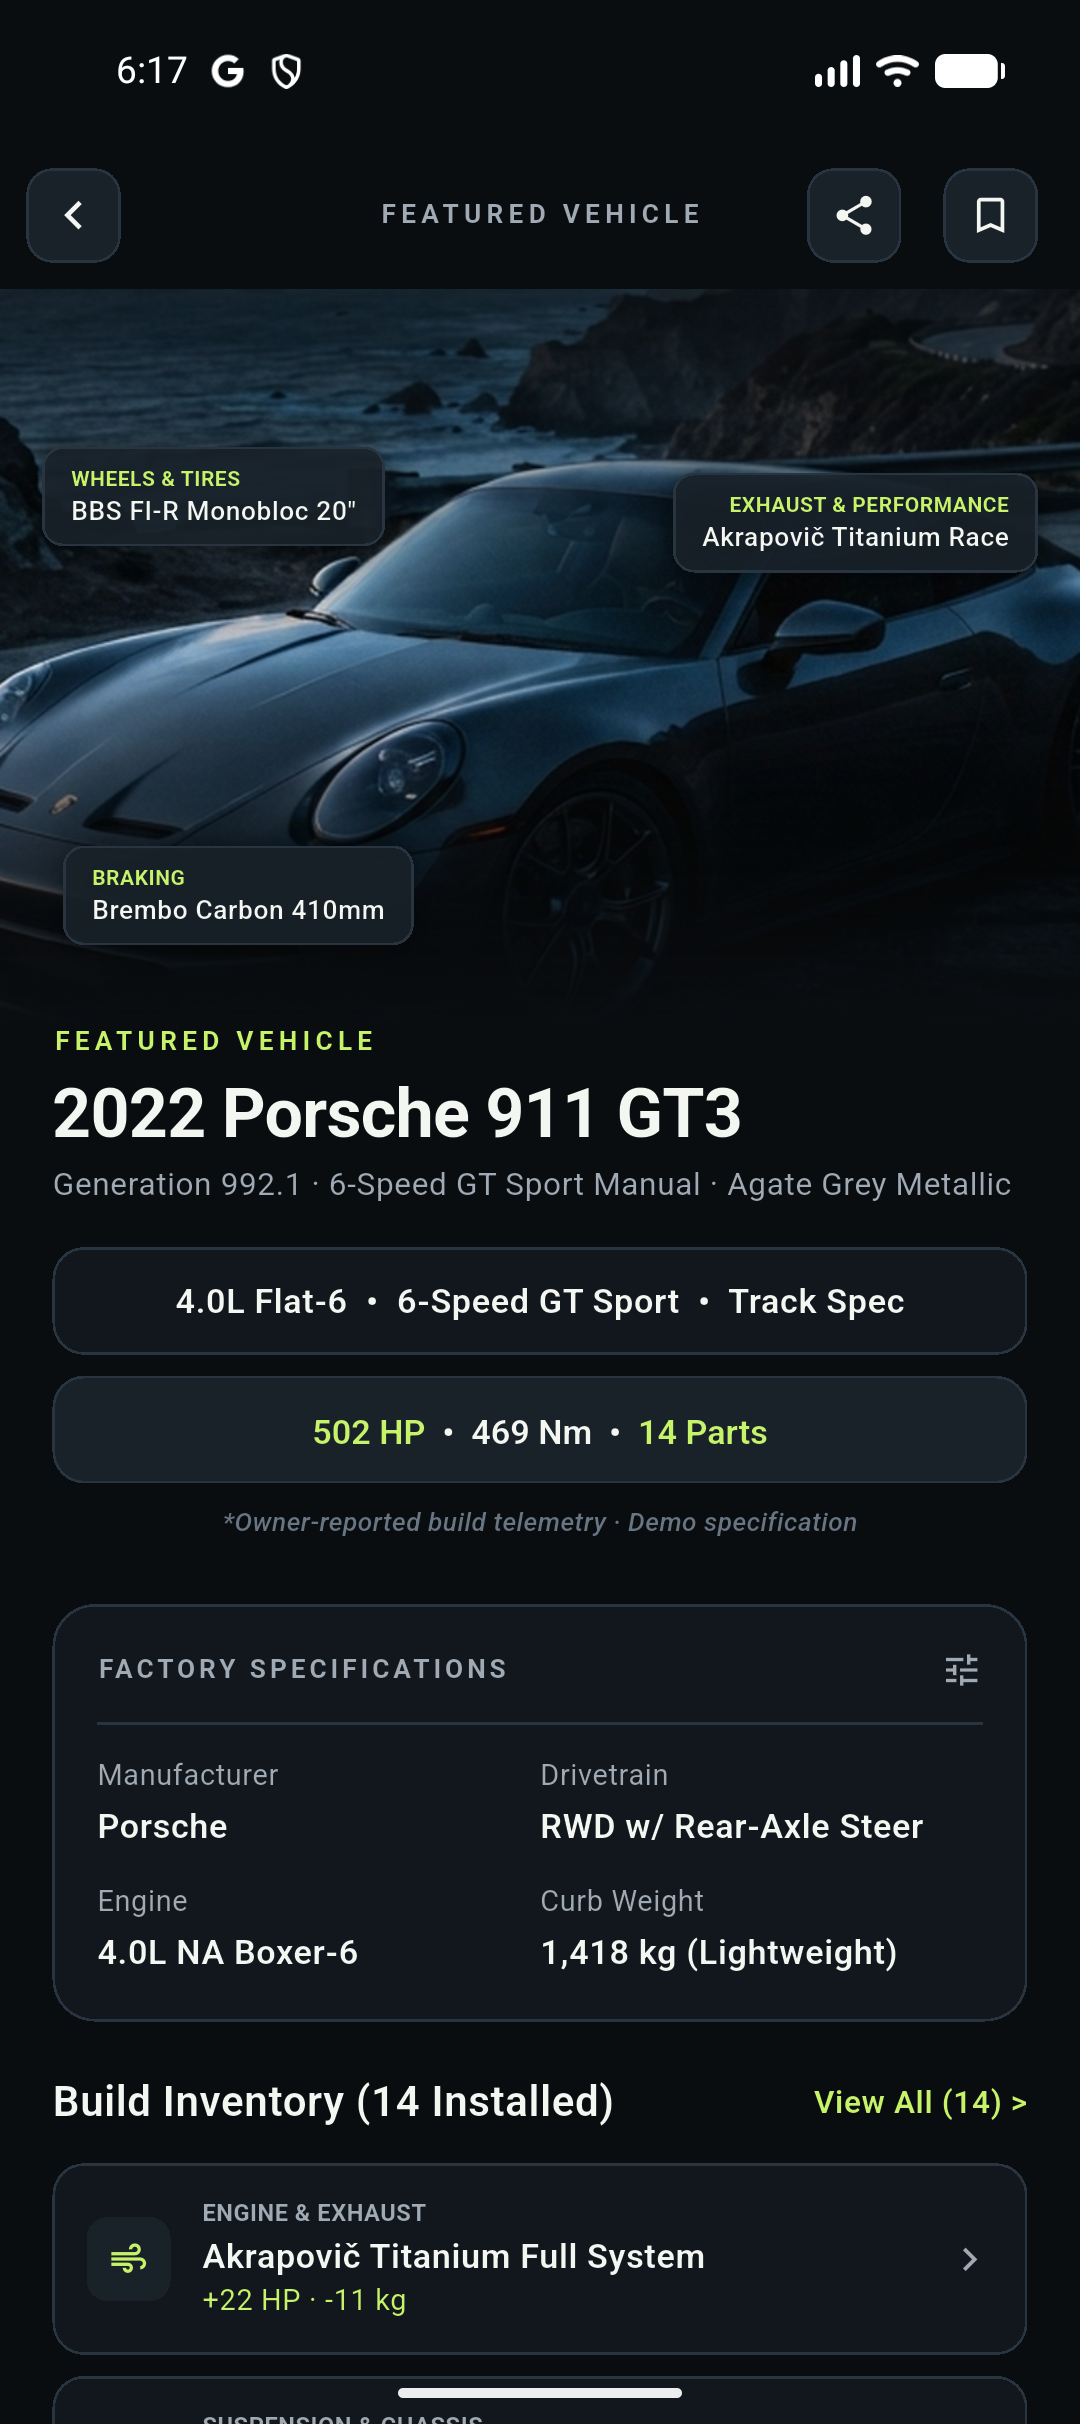 6:17
FEATURED VEHICLE
WHEELS & TIRES
BBS FI-R Monobloc 20"
EXHAUST & PERFORMANCE
Akrapovič Titanium Race
BRAKING
Brembo Carbon 410mm
FEATURED VEHICLE
2022 Porsche 911 GT3
Generation 992.1 · 6-Speed GT Sport Manual · Agate Grey Metallic
4.0L Flat-6 • 6-Speed GT Sport • Track Spec
502 HP • 469 Nm • 14 Parts
*Owner-reported build telemetry · Demo specification
FACTORY SPECIFICATIONS
Manufacturer
Porsche
Drivetrain
RWD w/ Rear-Axle Steer
Engine
4.0L NA Boxer-6
Curb Weight
1,418 kg (Lightweight)
Build Inventory (14 Installed)
View All (14) >
ENGINE & EXHAUST
Akrapovič Titanium Full System
+22 HP · -11 kg
SUSPENSION & CHASSIS